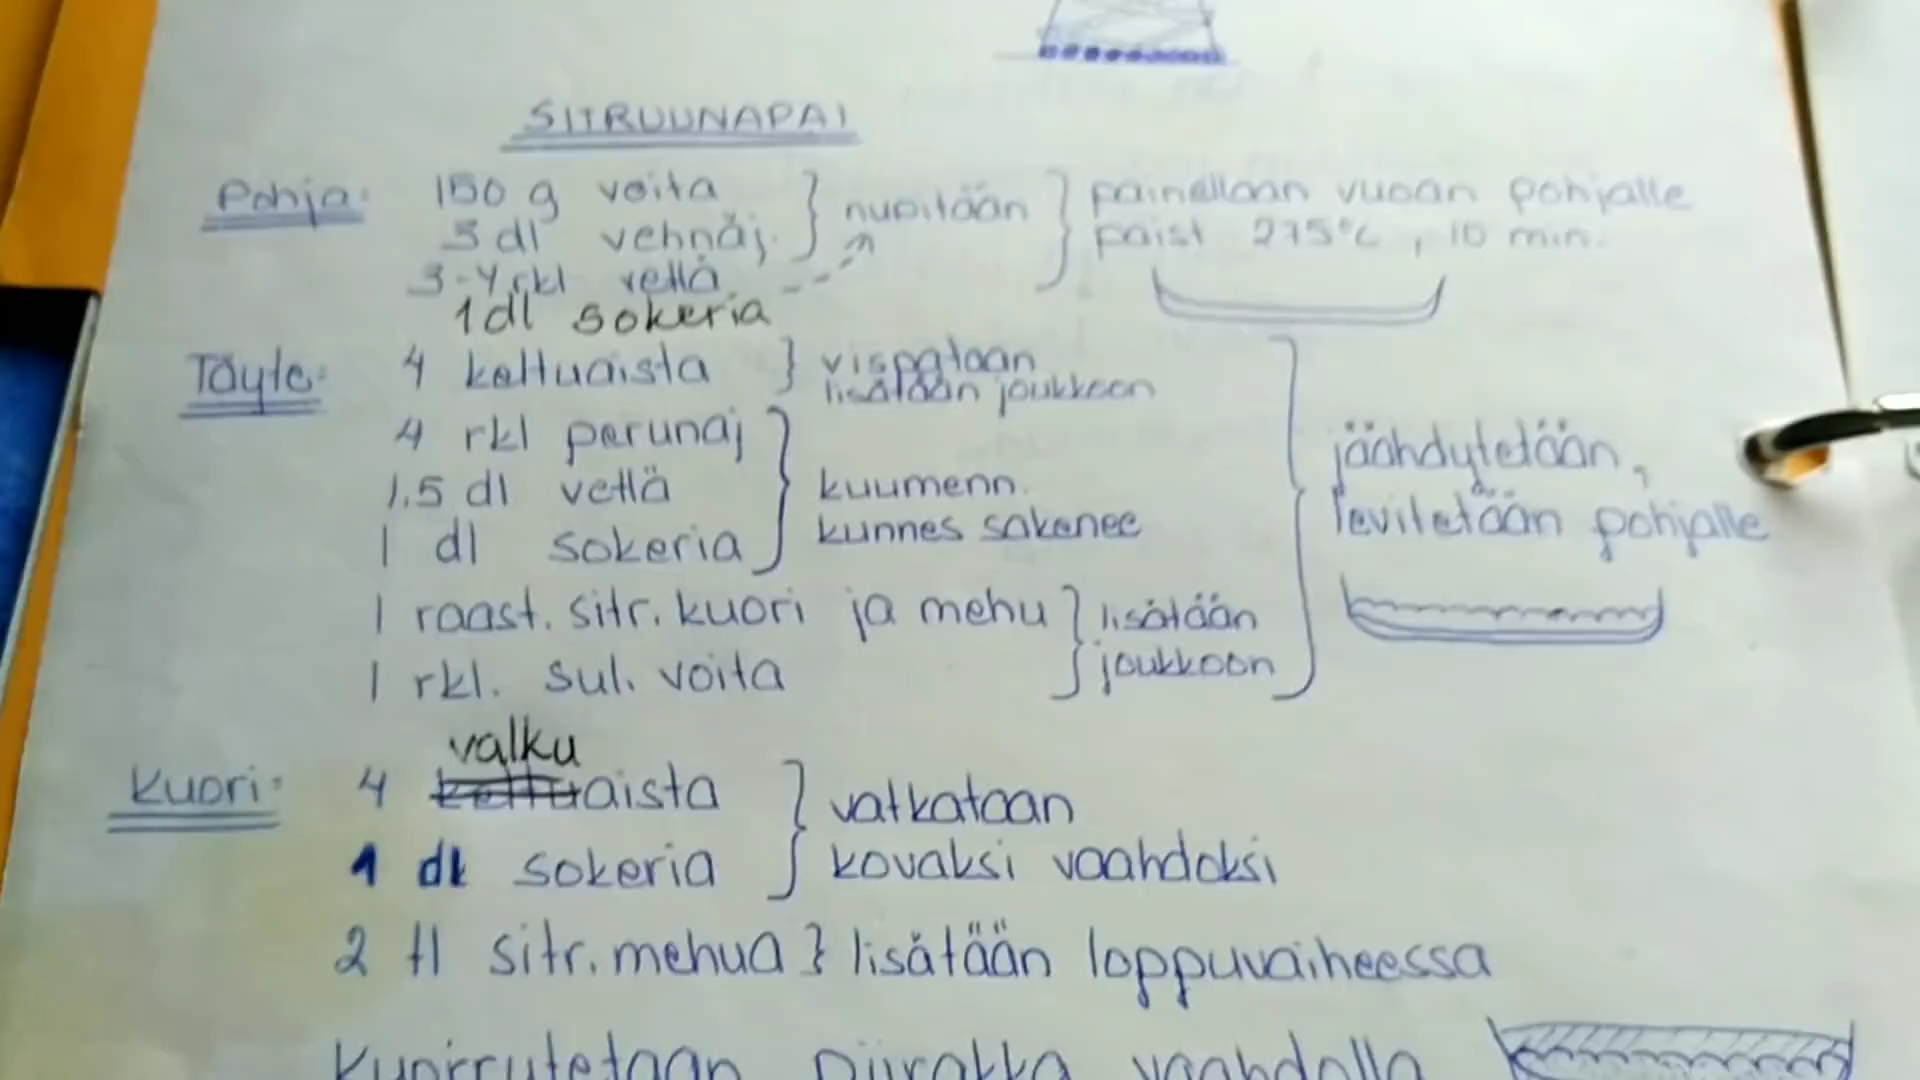 SITRUUNAPAI
Pohja: 150 g voita } nypitään } painellaan vuoan pohjalle
3 dl vehnäj. paist 275°C, 10 min.
3-4 rkl vettä
1 dl sokeria
Täyte: 4 keltuaista } vispataan
lisätään joukkoon
4 rkl perunaj
1.5 dl vettä } kuumenn.
1 dl sokeria kunnes sakenee
jäähdytetään,
levitetään pohjalle
1 raast. sitr. kuori ja mehu } lisätään
1 rkl. sul. voita joukkoon
valku
Kuori: 4 keltuaista } vatkataan
1 dl sokeria kovaksi vaahdoksi
2 tl sitr. mehua } lisätään loppuvaiheessa
Kuorrutetaan piirakka vaahdolla